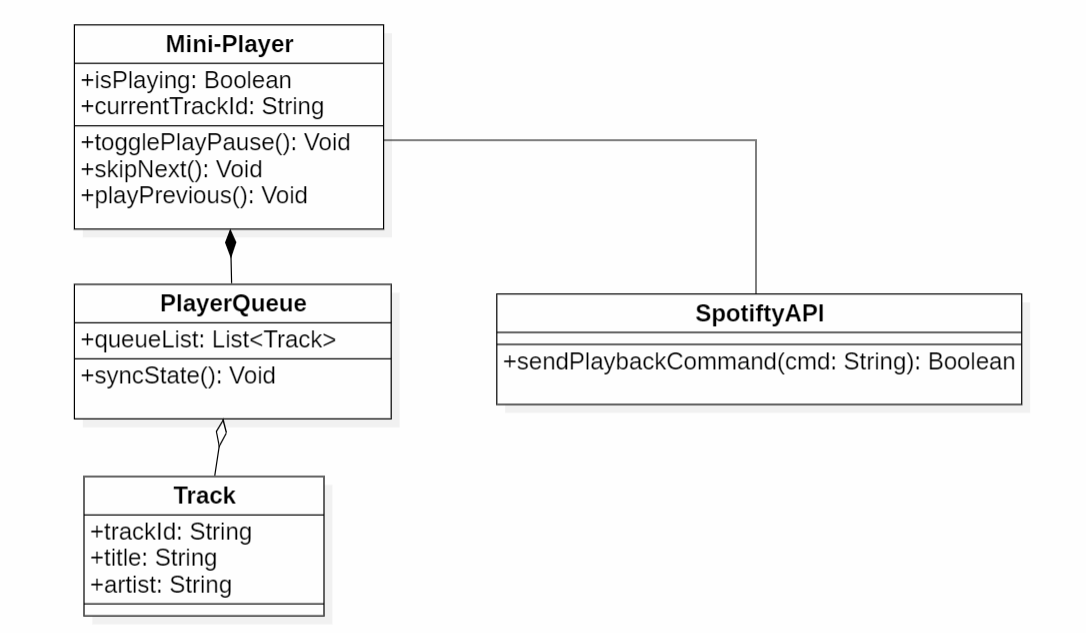 Mini-Player
+isPlaying: Boolean
+currentTrackId: String
+togglePlayPause(): Void
+skipNext(): Void
+playPrevious(): Void
PlayerQueue
+queueList: List<Track>
+syncState(): Void
SpotiftyAPI
+sendPlaybackCommand(cmd: String): Boolean
Track
+trackId: String
+title: String
+artist: String